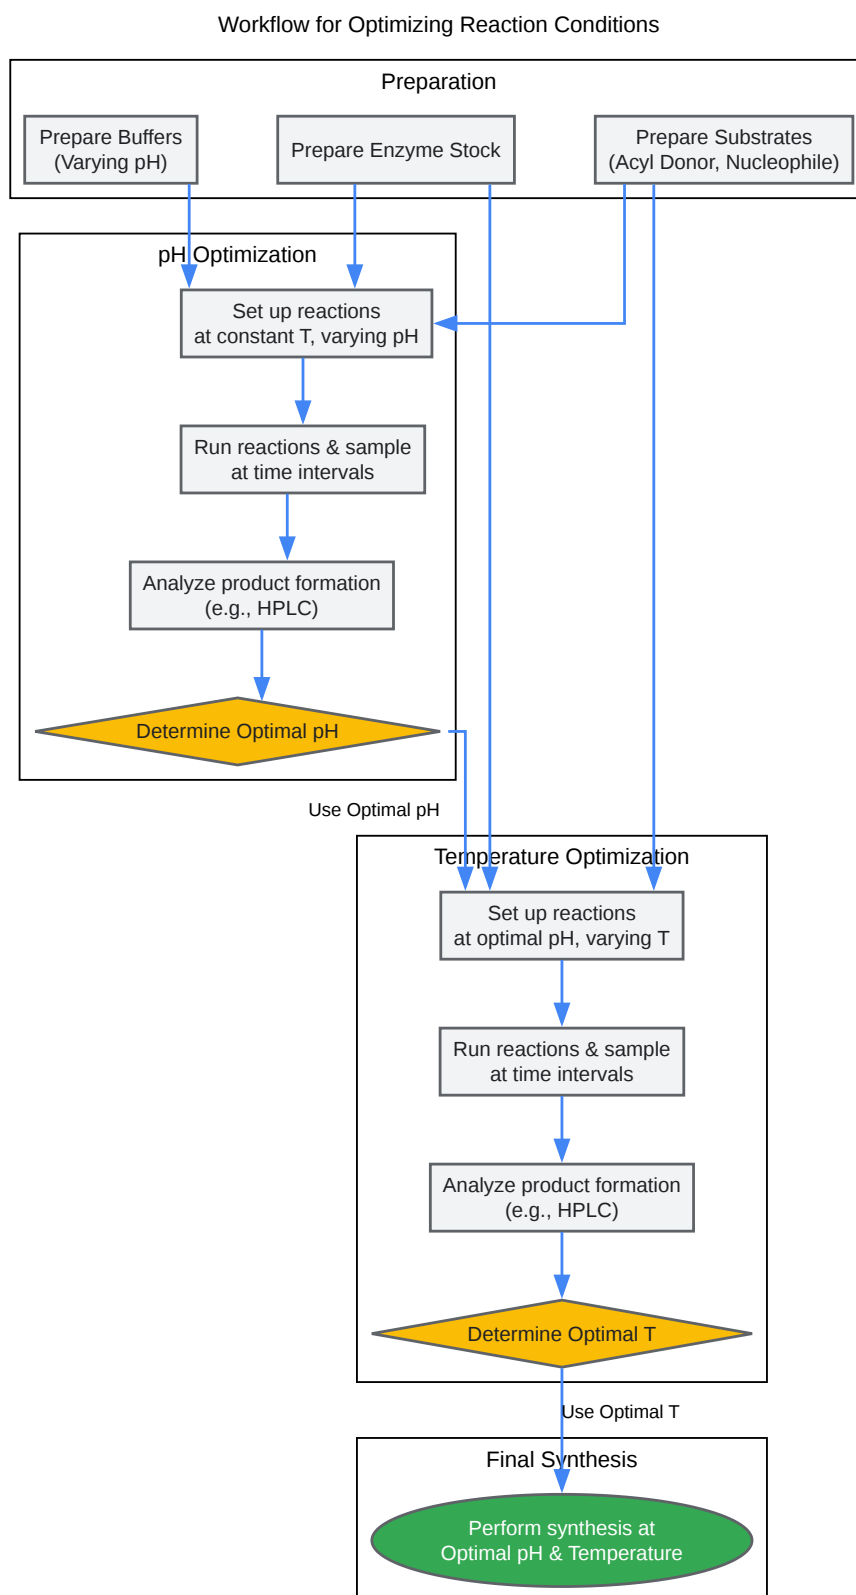 Workflow for Optimizing Reaction Conditions
Preparation
Prepare Buffers
(Varying pH)
Prepare Enzyme Stock
Prepare Substrates
(Acyl Donor, Nucleophile)
pH Optimization
Set up reactions
at constant T, varying pH
Run reactions & sample
at time intervals
Analyze product formation
(e.g., HPLC)
Determine Optimal pH
Use Optimal pH
Temperature Optimization
Set up reactions
at optimal pH, varying T
Run reactions & sample
at time intervals
Analyze product formation
(e.g., HPLC)
Determine Optimal T
Use Optimal T
Final Synthesis
Perform synthesis at
Optimal pH & Temperature